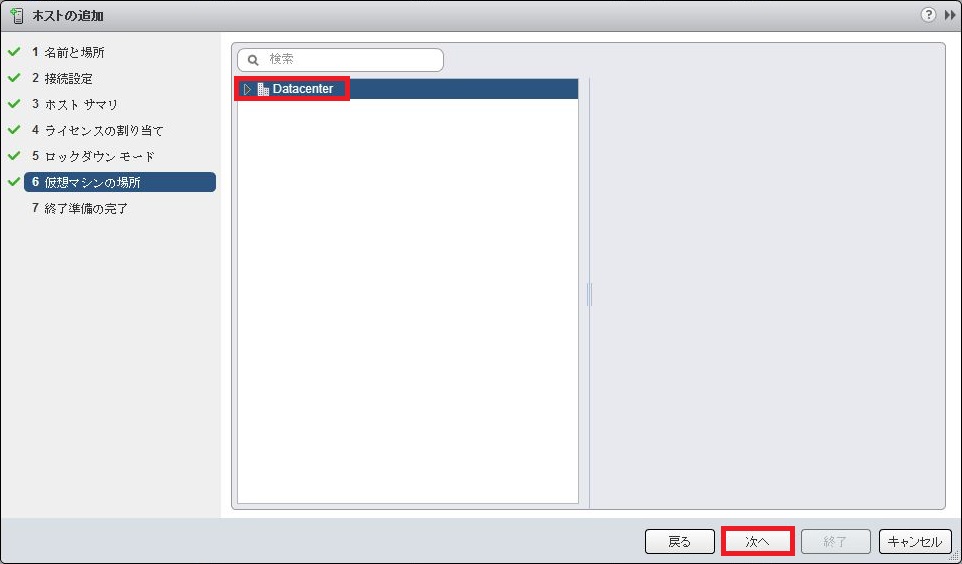 ホストの追加
?
1 名前と場所
2 接続設定
3 ホスト サマリ
4 ライセンスの割り当て
5 ロックダウン モード
6 仮想マシンの場所
7 終了準備の完了
検索
Datacenter
戻る
次へ
終了
キャンセル